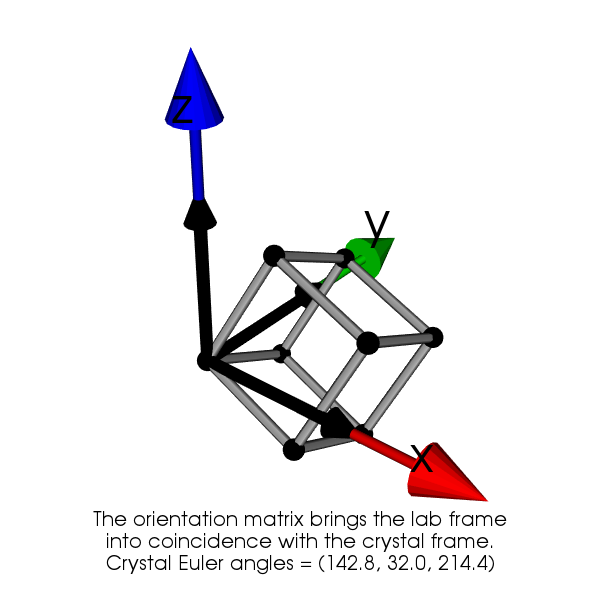 Z
y
x
The orientation matrix brings the lab frame
into coincidence with the crystal frame.
Crystal Euler angles = (142.8, 32.0, 214.4)